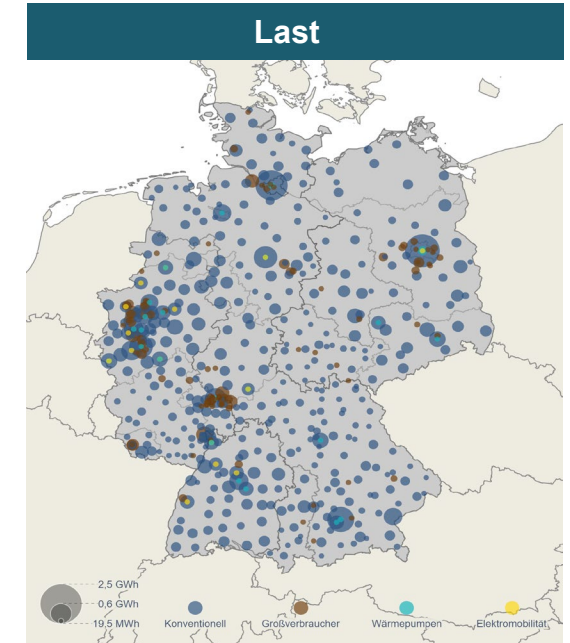 Last
2,5 GWh
0,6 GWh
19,5 MWh
Konventionell
Großverbraucher
Wärmepumpen
Elektromobilität